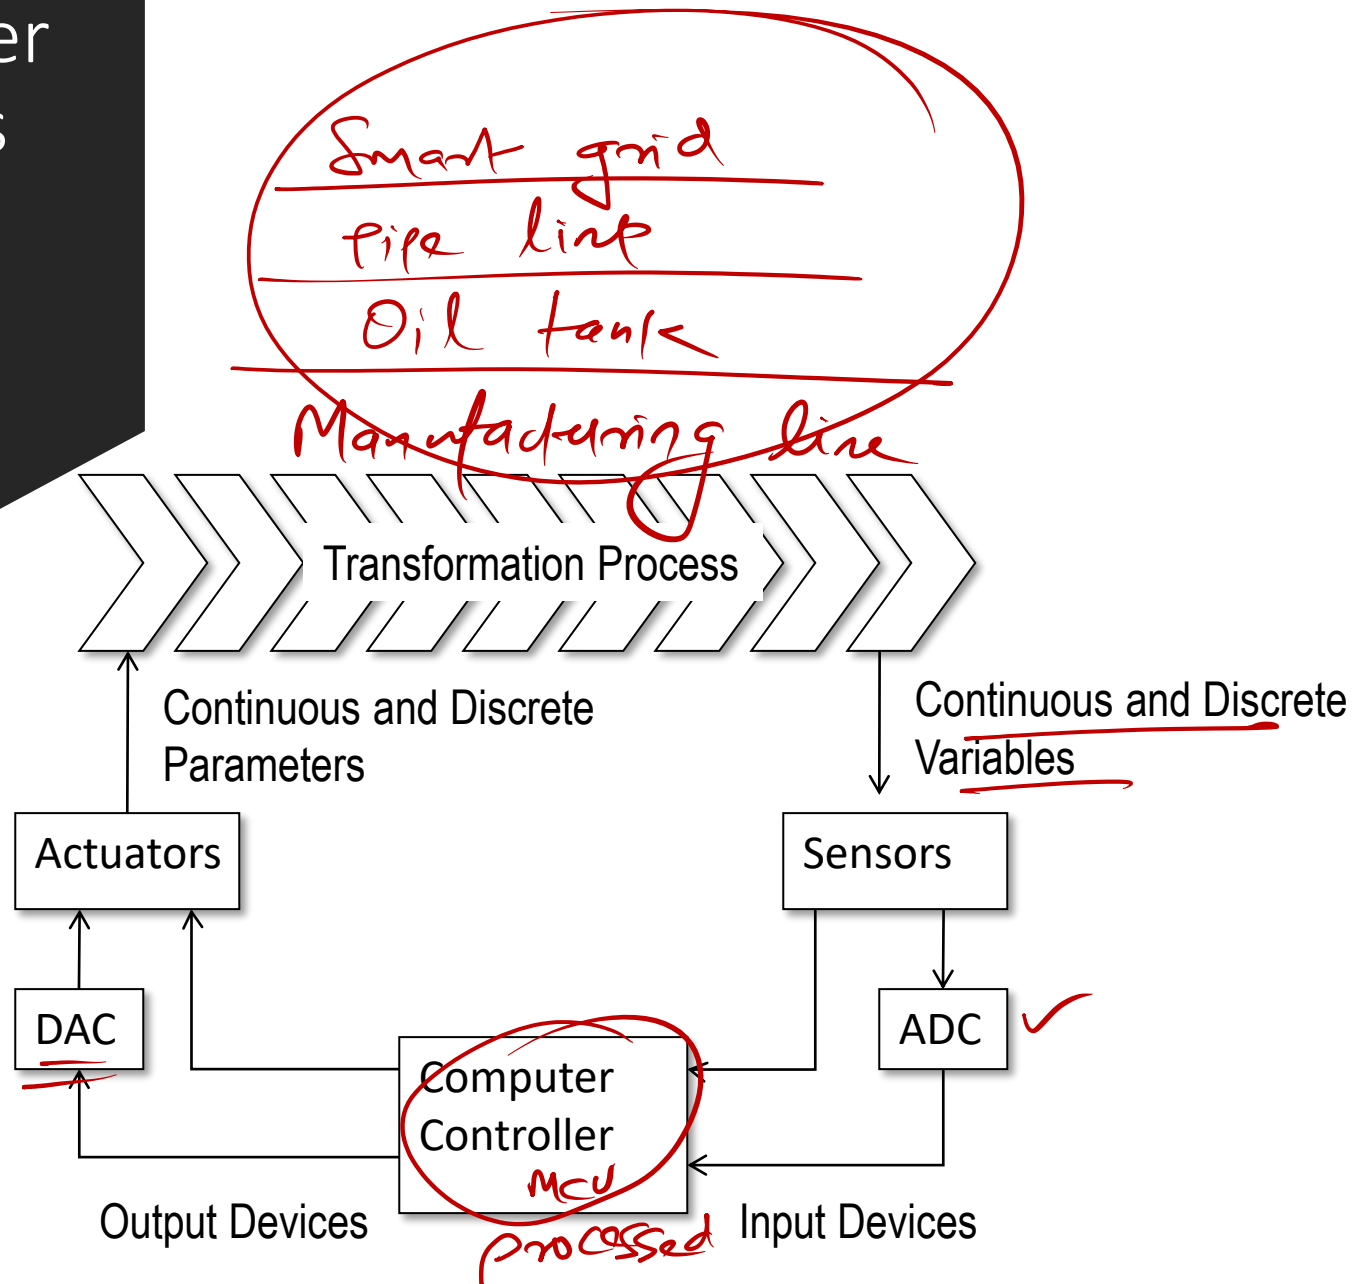 er
s
Smart grid
Pipe line
Oil tank
Manufacturing line
Transformation Process
Continuous and Discrete
Parameters
Continuous and Discrete
Variables
Actuators
Sensors
DAC
ADC
Computer
Controller
MCU
processed
Output Devices
Input Devices